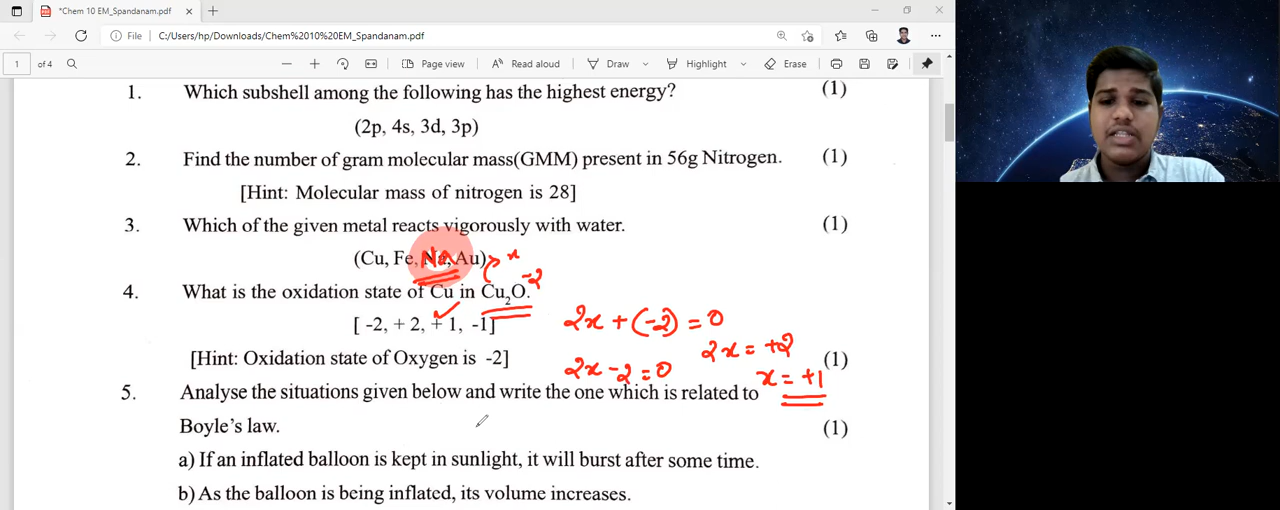 *Chem 10 EM_Spandanam.pdf
File C:/Users/hp/Downloads/Chem%2010%20EM_Spandanam.pdf
1 of 4 Page view Read aloud Draw Highlight Erase
1. Which subshell among the following has the highest energy? (1)
(2p, 4s, 3d, 3p)
2. Find the number of gram molecular mass(GMM) present in 56g Nitrogen. (1)
[Hint: Molecular mass of nitrogen is 28]
3. Which of the given metal reacts vigorously with water. (1)
(Cu, Fe, Na, Au)
Na
x
-2
4. What is the oxidation state of Cu in Cu₂O.
[ -2, + 2, + 1, -1]
2x + (-2) = 0
2x = +2
[Hint: Oxidation state of Oxygen is -2] (1)
2x - 2 = 0
x = +1
5. Analyse the situations given below and write the one which is related to
Boyle's law. (1)
a) If an inflated balloon is kept in sunlight, it will burst after some time.
b) As the balloon is being inflated, its volume increases.